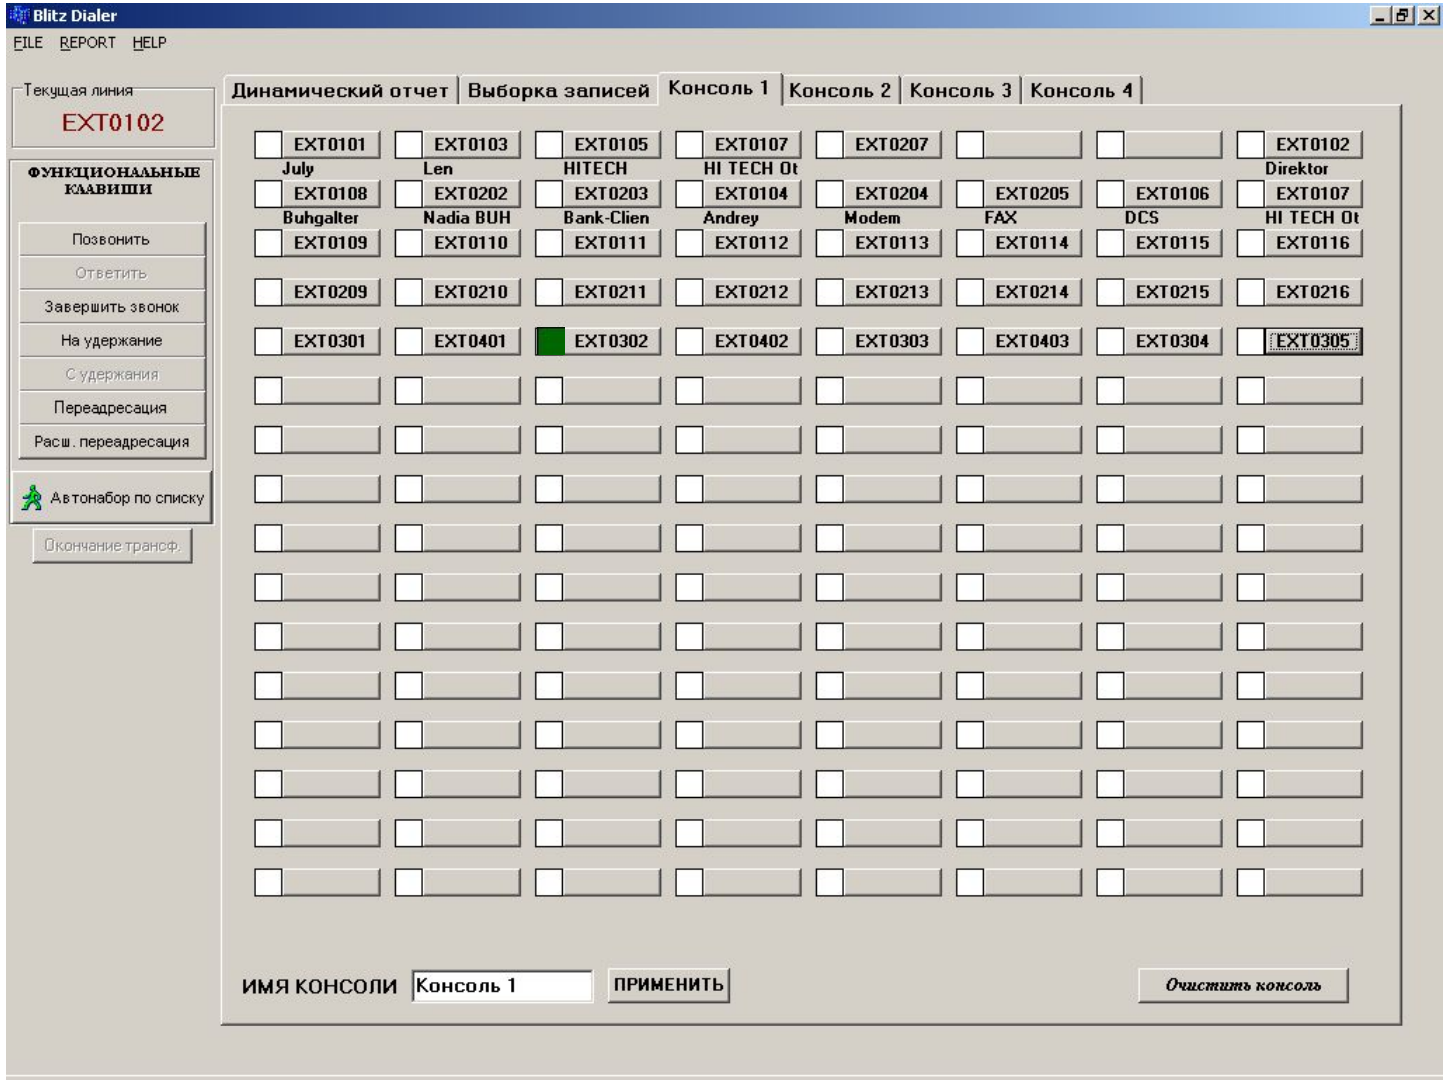 Blitz Dialer
FILE REPORT HELP
Текущая линия
EXT0102
ФУНКЦИОНАЛЬНЫЕ
КЛАВИШИ
Позвонить
Ответить
Завершить звонок
На удержание
С удержания
Переадресация
Расш. переадресация
Автонабор по списку
Окончание трансф.
Динамический отчет Выборка записей Консоль 1 Консоль 2 Консоль 3 Консоль 4
EXT0101 EXT0103 EXT0105 EXT0107 EXT0207 EXT0102
July Len HITECH HI TECH Ot Direktor
EXT0108 EXT0202 EXT0203 EXT0104 EXT0204 EXT0205 EXT0106 EXT0107
Buhgalter Nadia BUH Bank-Clien Andrey Modem FAX DCS HI TECH Ot
EXT0109 EXT0110 EXT0111 EXT0112 EXT0113 EXT0114 EXT0115 EXT0116
EXT0209 EXT0210 EXT0211 EXT0212 EXT0213 EXT0214 EXT0215 EXT0216
EXT0301 EXT0401 EXT0302 EXT0402 EXT0303 EXT0403 EXT0304 EXT0305
ИМЯ КОНСОЛИ Консоль 1 ПРИМЕНИТЬ Очистить консоль